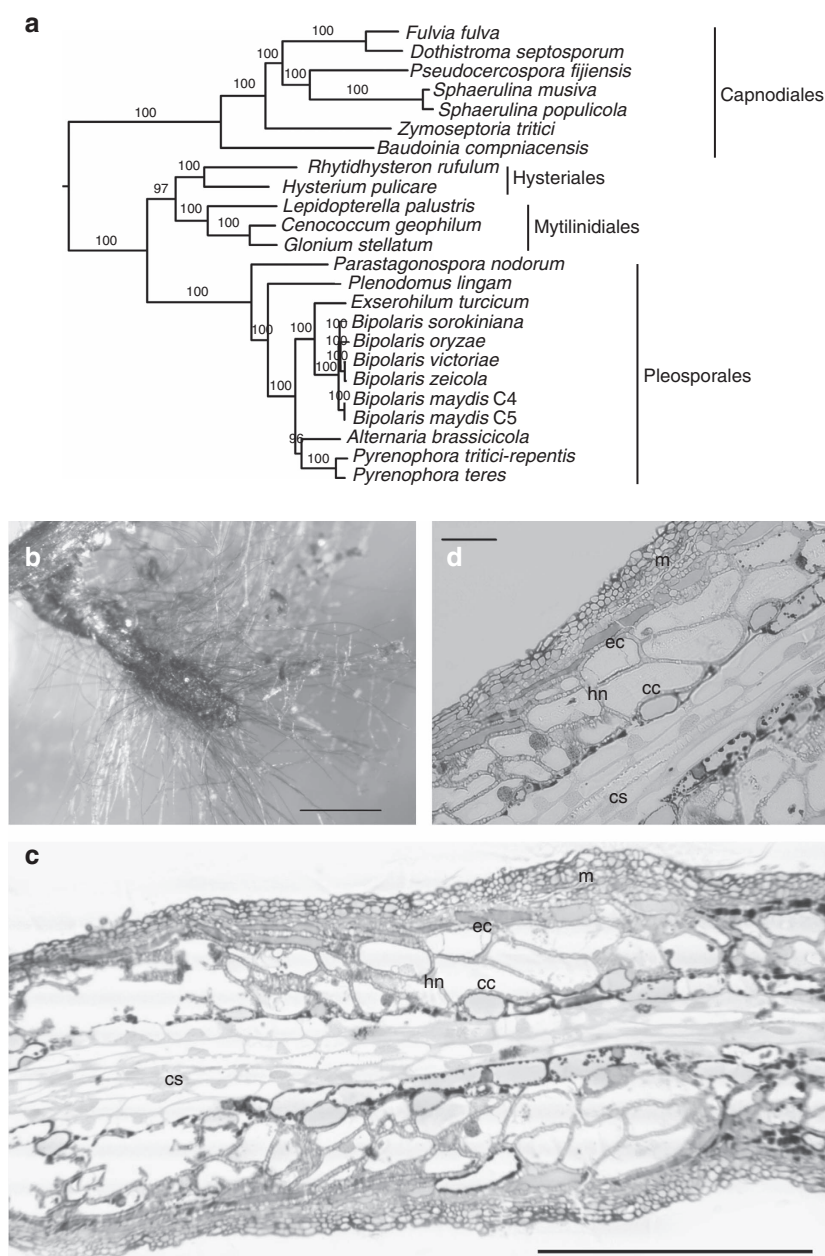 a
100
Fulvia fulva
Dothistroma septosporum
100
100
Pseudocercospora fijiensis
100
Sphaerulina musiva
Sphaerulina populicola
100
Capnodiales
100
Zymoseptoria tritici
Baudoinia compniacensis
100
Rhytidhysteron rufulum
Hysterium pulicare
Hysteriales
97
100
Lepidopterella palustris
100
Cenococcum geophilum
Glonium stellatum
Mytilinidiales
100
Parastagonospora nodorum
100
Plenodomus lingam
Exserohilum turcicum
100
100
100
Bipolaris sorokiniana
100
Bipolaris oryzae
100
Bipolaris victoriae
100
Bipolaris zeicola
100
100
Bipolaris maydis C4
Bipolaris maydis C5
Pleosporales
96
Alternaria brassicicola
100
Pyrenophora tritici-repentis
Pyrenophora teres
b
d
m
ec
hn
cc
cs
c
m
ec
hn
cc
cs